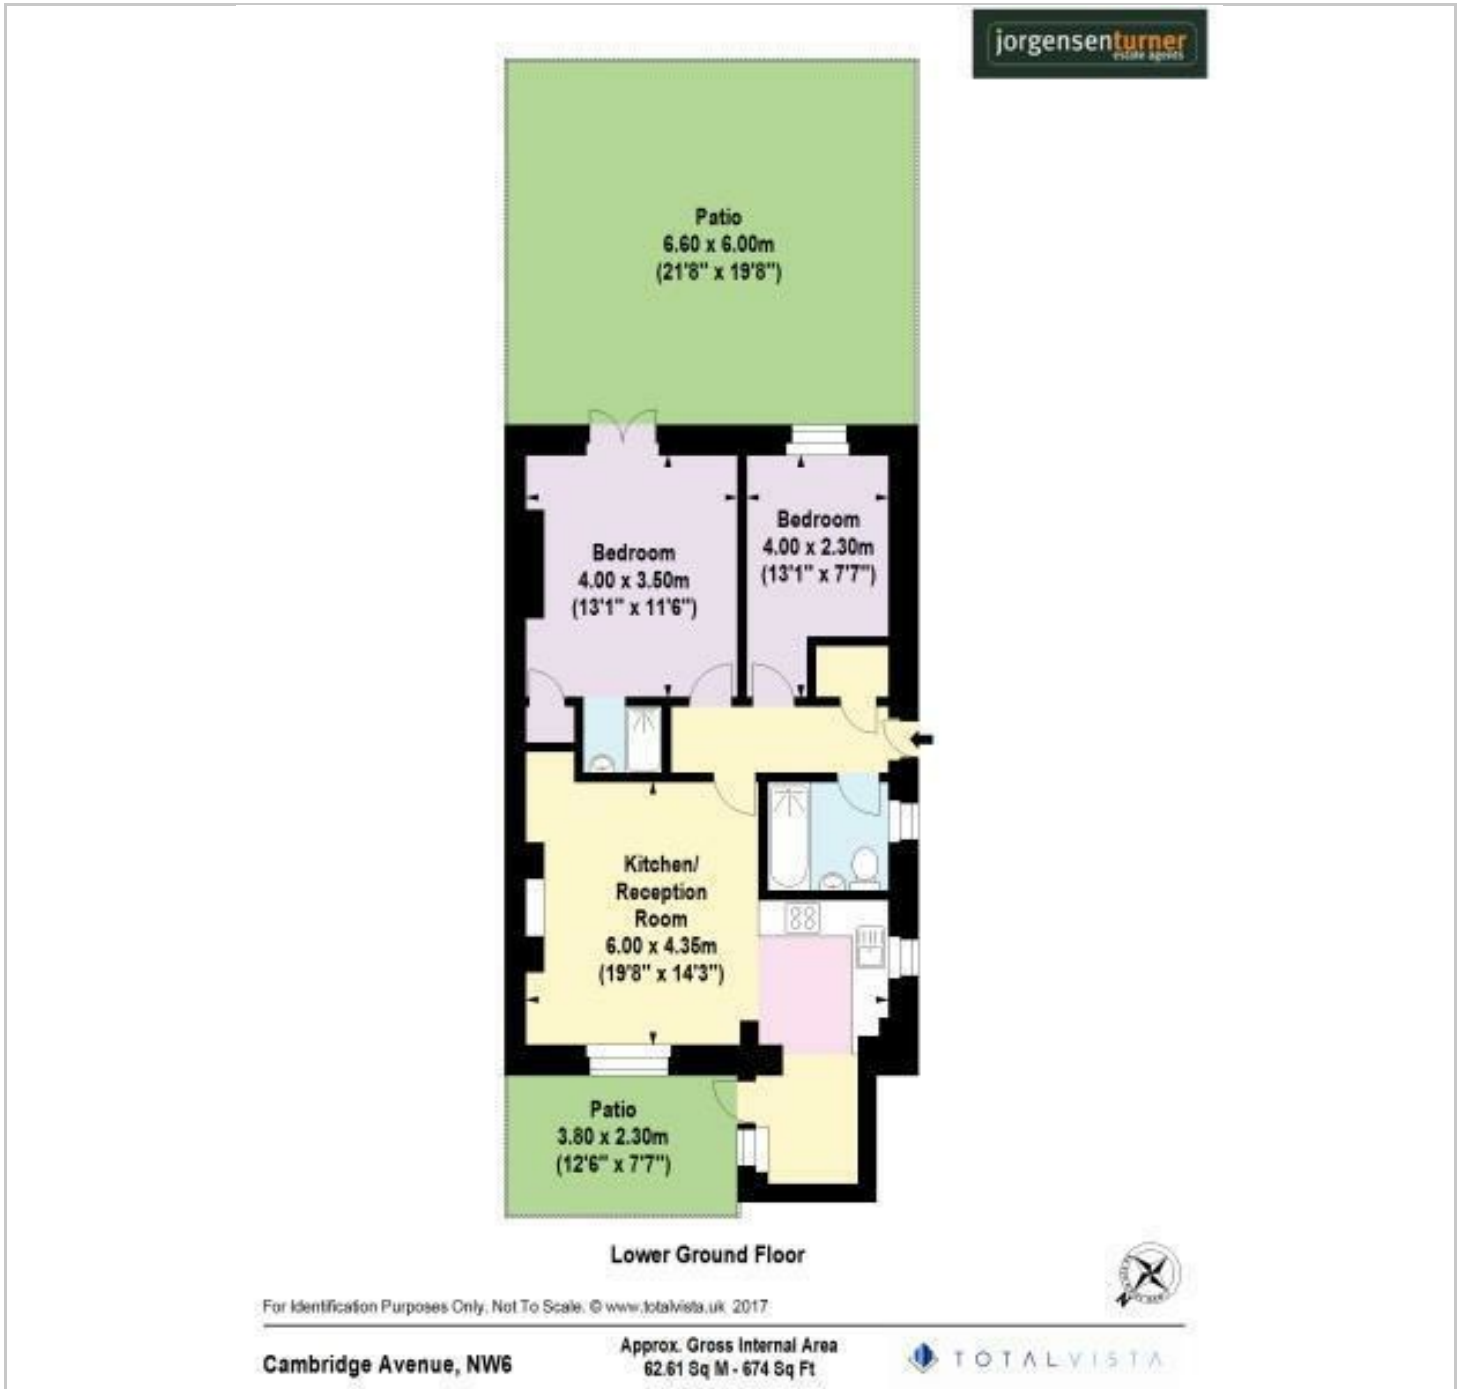 jorgensenturner
estate agents
Patio
6.60 x 6.00m
(21'8" x 19'8")
Bedroom
4.00 x 3.50m
(13'1" x 11'6")
Bedroom
4.00 x 2.30m
(13'1" x 7'7")
Kitchen/
Reception
Room
6.00 x 4.35m
(19'8" x 14'3")
Patio
3.80 x 2.30m
(12'6" x 7'7")
Lower Ground Floor
N
For Identification Purposes Only. Not To Scale. © www.totalvista.uk 2017
Cambridge Avenue, NW6
Approx. Gross Internal Area
62.61 Sq M - 674 Sq Ft
TOTALVISTA